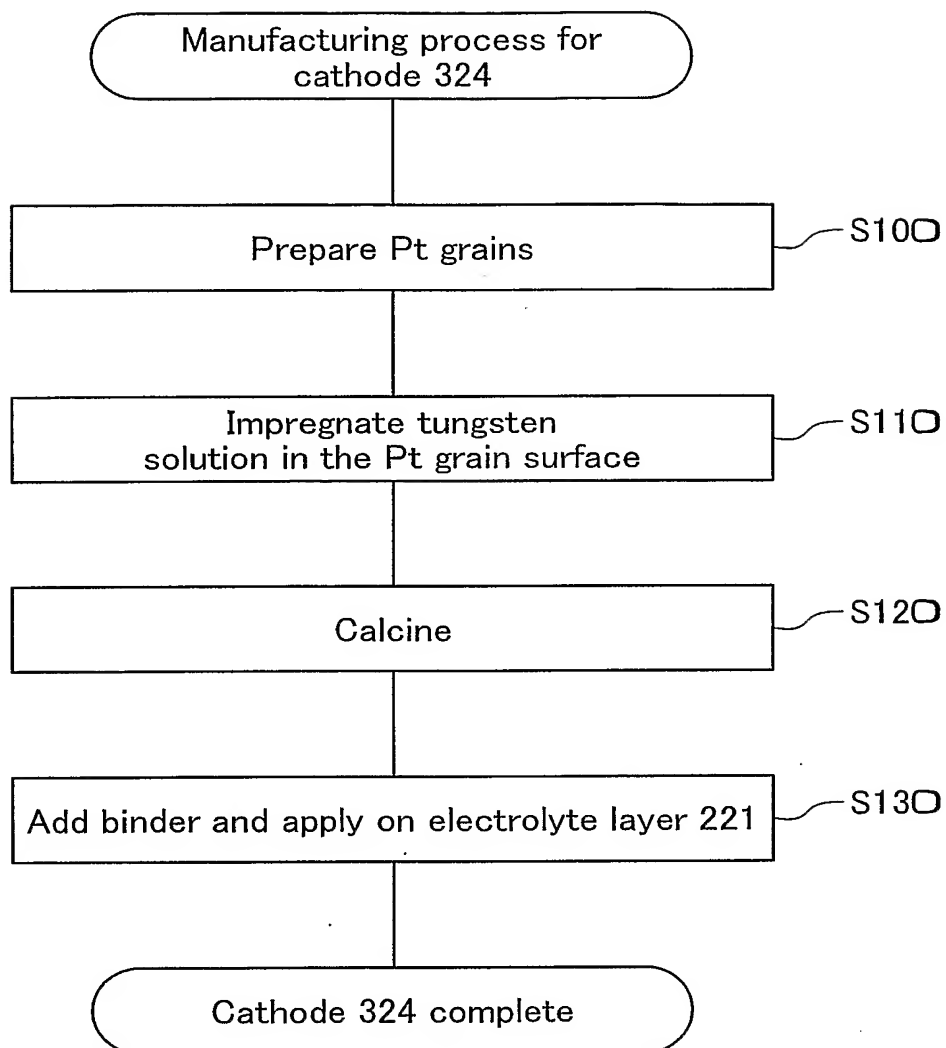 Manufacturing process for
cathode 324
Prepare Pt grains
S100
Impregnate tungsten
solution in the Pt grain surface
S110
Calcine
S120
Add binder and apply on electrolyte layer 221
S130
Cathode 324 complete